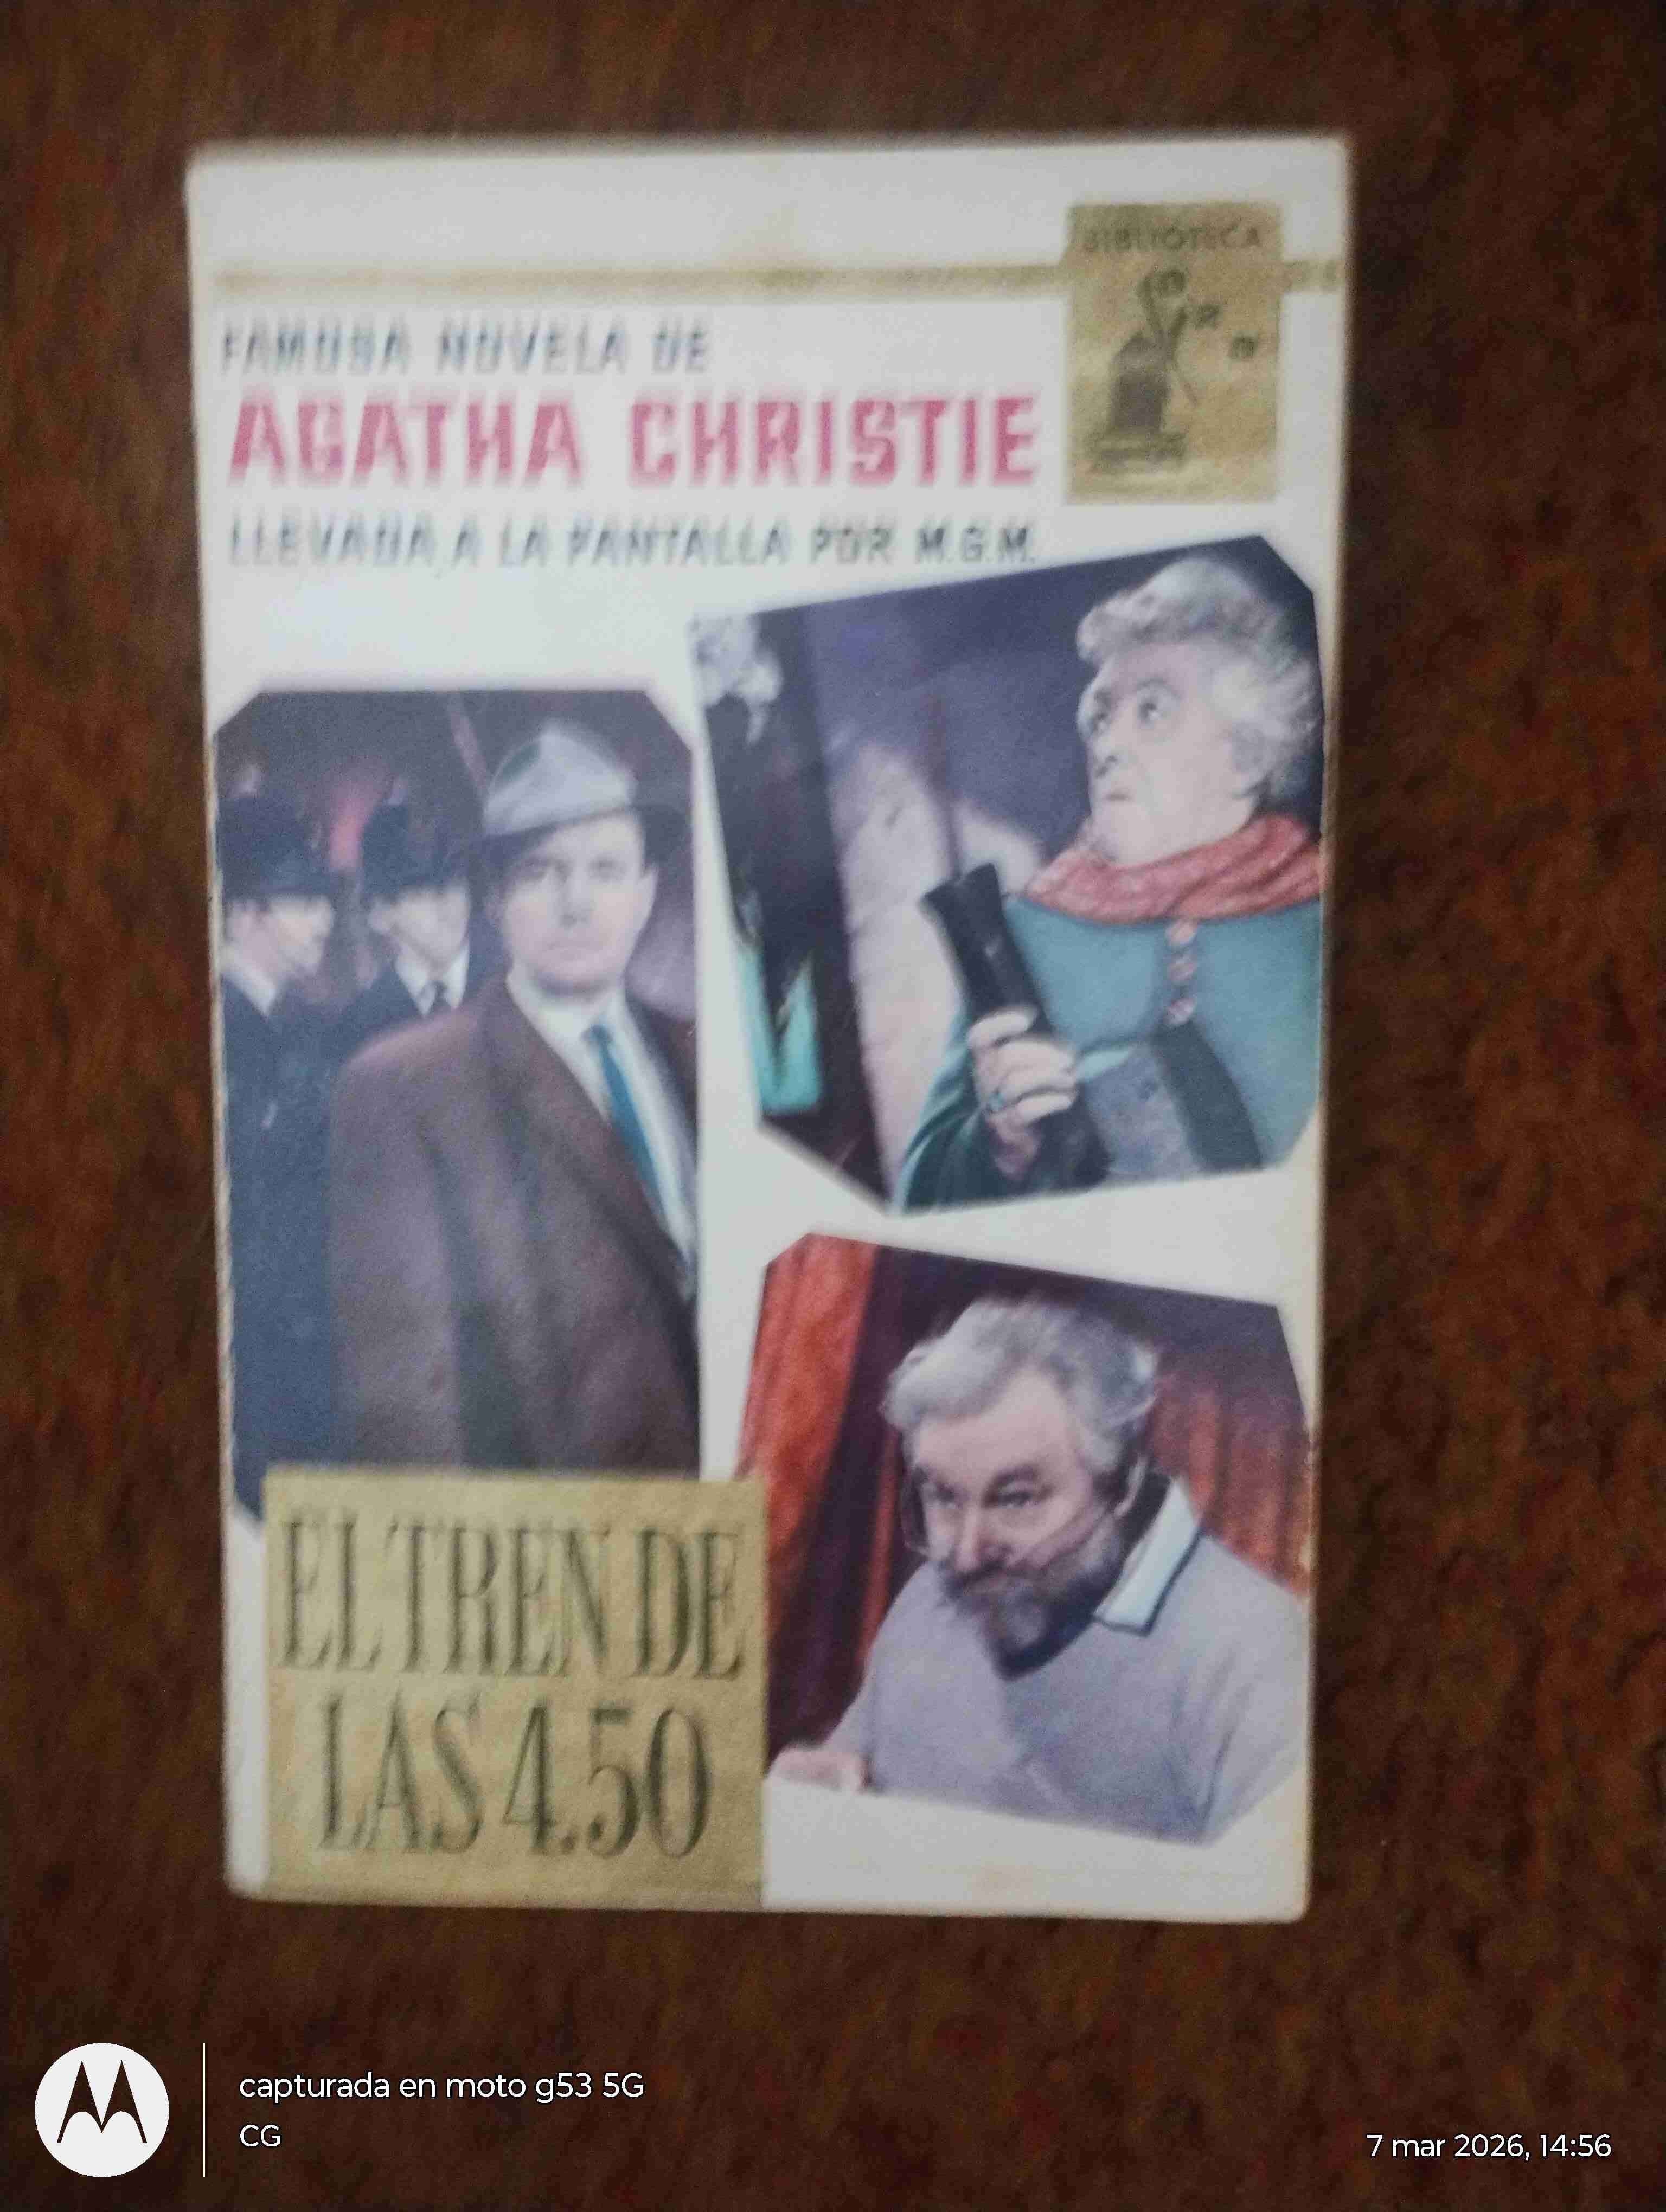 BIBLIOTECA
ORO
FAMOSA NOVELA DE
AGATHA CHRISTIE
LLEVADA A LA PANTALLA POR M.G.M.
EL TREN DE
LAS 4.50
capturada en moto g53 5G
CG
7 mar 2026, 14:56